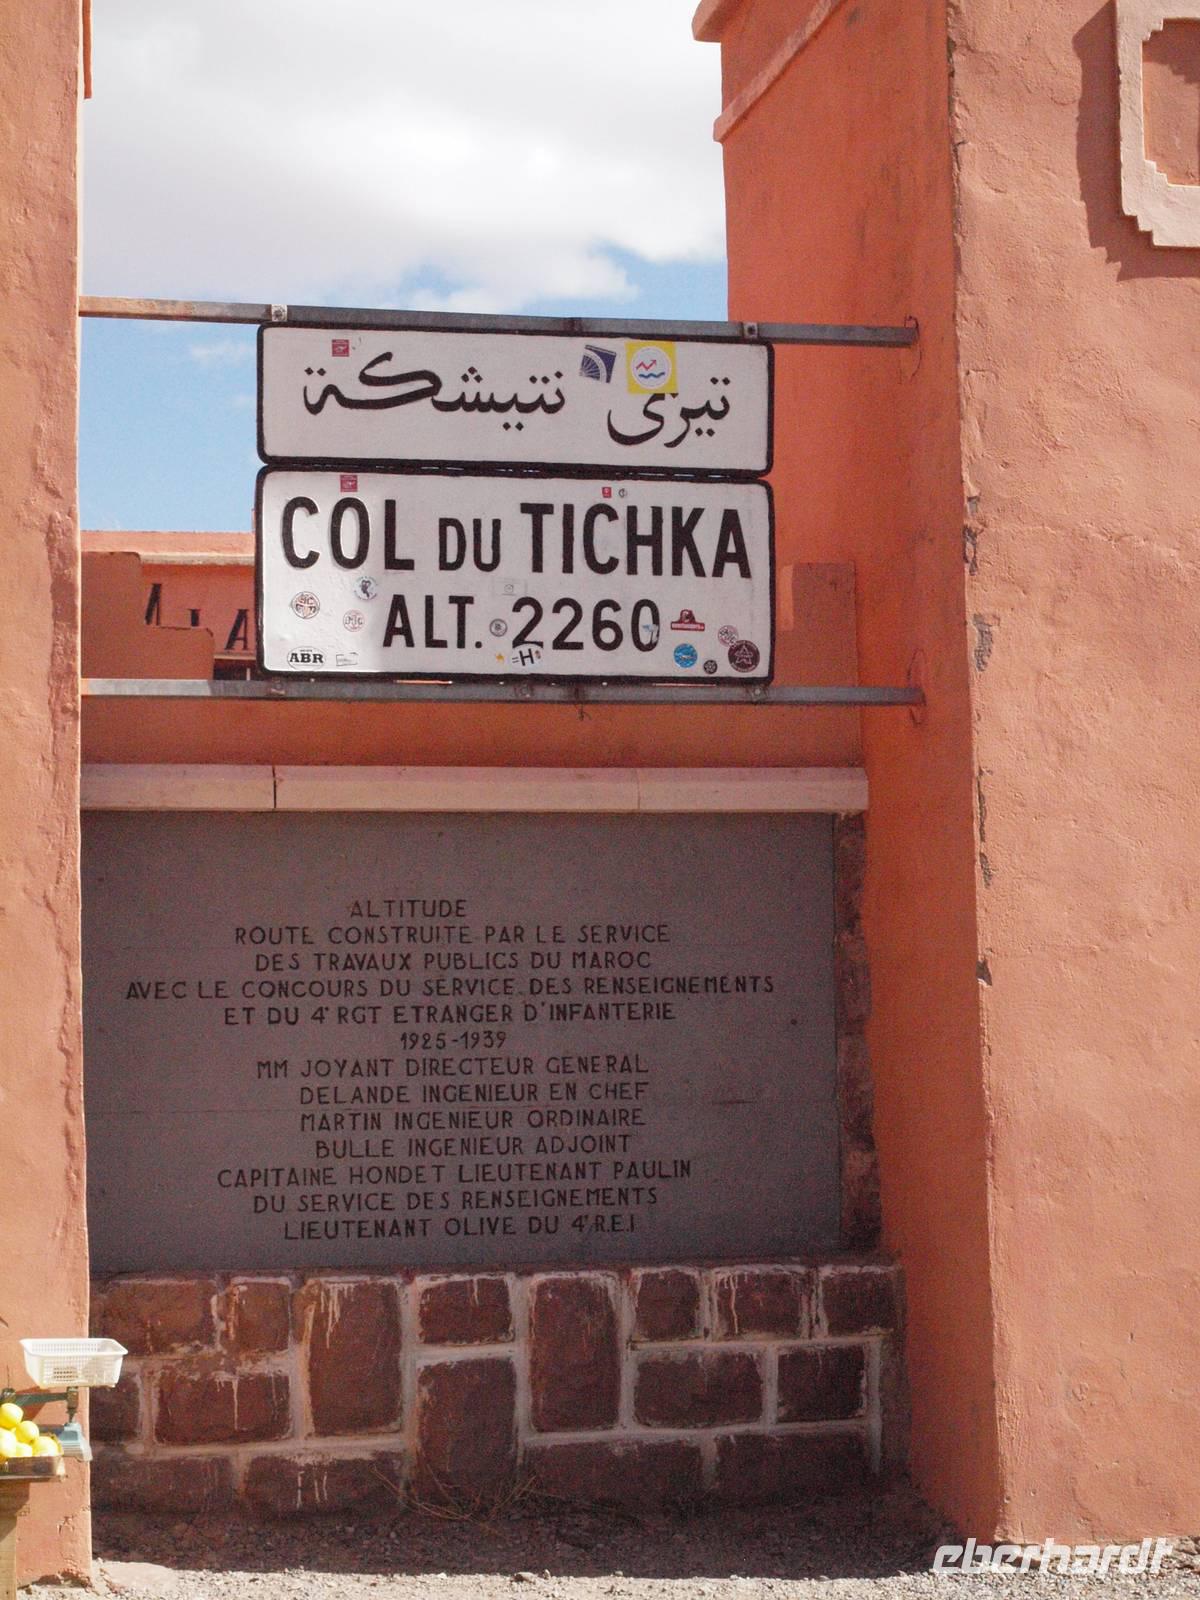 تيزي نتيشكة
COL DU TICHKA
ALT. 2260
ABR
=H
ALA
ALTITUDE
ROUTE CONSTRUITE PAR LE SERVICE
DES TRAVAUX PUBLICS DU MAROC
AVEC LE CONCOURS DU SERVICE DES RENSEIGNEMENTS
ET DU 4e RGT ETRANGER D'INFANTERIE
1925-1939
MM JOYANT DIRECTEUR GENERAL
DELANDE INGENIEUR EN CHEF
MARTIN INGENIEUR ORDINAIRE
BULLE INGENIEUR ADJOINT
CAPITAINE HONDET LIEUTENANT PAULIN
DU SERVICE DES RENSEIGNEMENTS
LIEUTENANT OLIVE DU 4e R.E.I
eberhardt